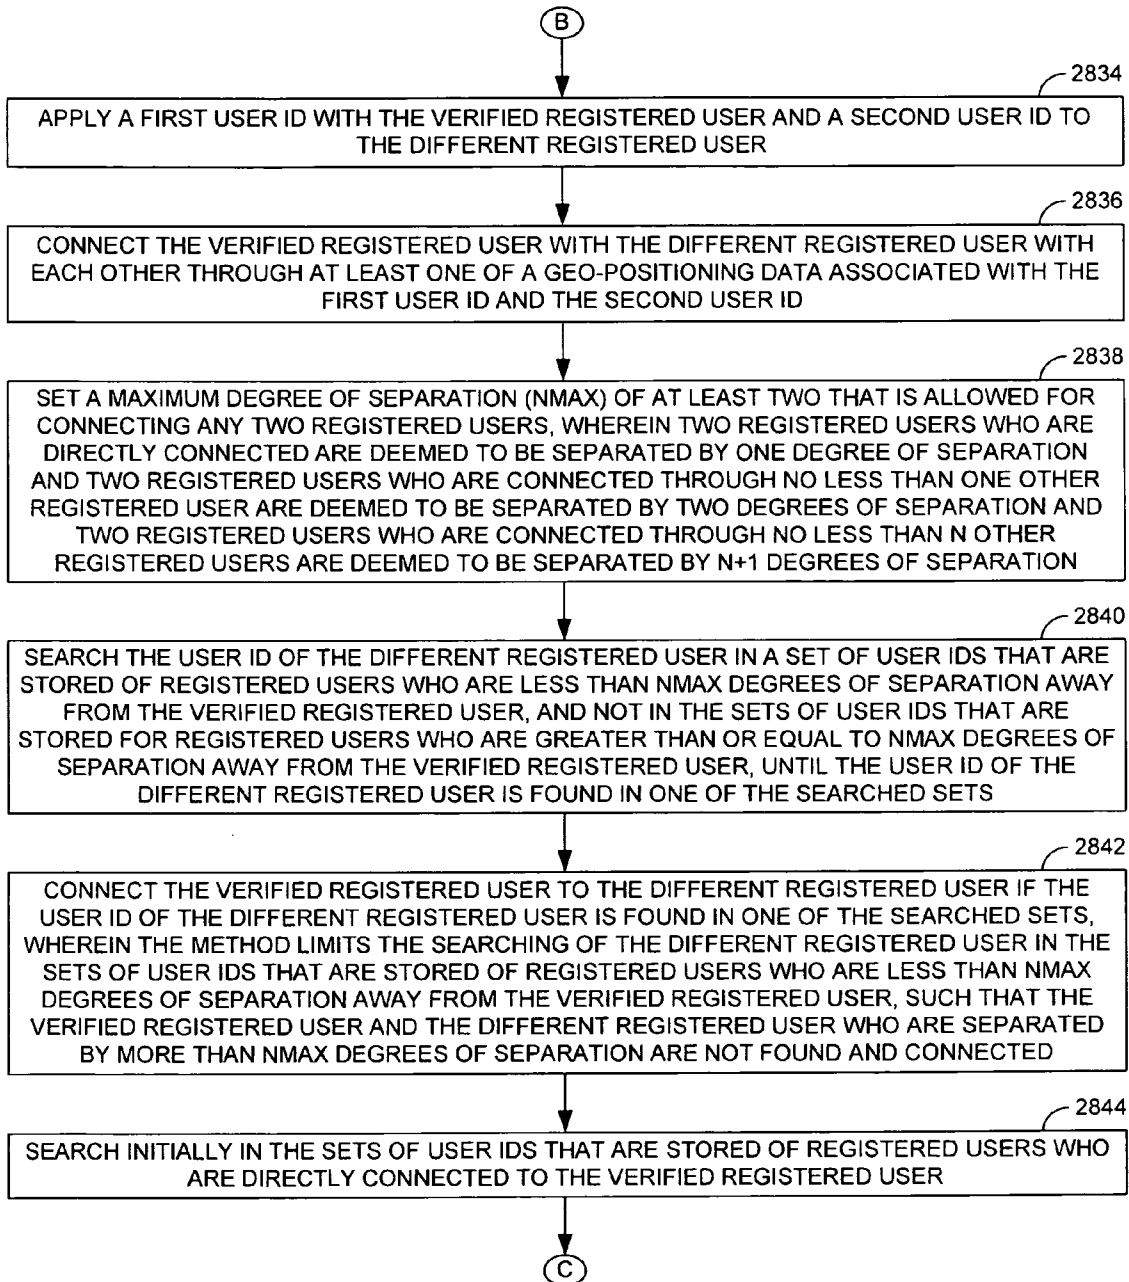 B
2834
APPLY A FIRST USER ID WITH THE VERIFIED REGISTERED USER AND A SECOND USER ID TO
THE DIFFERENT REGISTERED USER
2836
CONNECT THE VERIFIED REGISTERED USER WITH THE DIFFERENT REGISTERED USER WITH
EACH OTHER THROUGH AT LEAST ONE OF A GEO-POSITIONING DATA ASSOCIATED WITH THE
FIRST USER ID AND THE SECOND USER ID
2838
SET A MAXIMUM DEGREE OF SEPARATION (NMAX) OF AT LEAST TWO THAT IS ALLOWED FOR
CONNECTING ANY TWO REGISTERED USERS, WHEREIN TWO REGISTERED USERS WHO ARE
DIRECTLY CONNECTED ARE DEEMED TO BE SEPARATED BY ONE DEGREE OF SEPARATION
AND TWO REGISTERED USERS WHO ARE CONNECTED THROUGH NO LESS THAN ONE OTHER
REGISTERED USER ARE DEEMED TO BE SEPARATED BY TWO DEGREES OF SEPARATION AND
TWO REGISTERED USERS WHO ARE CONNECTED THROUGH NO LESS THAN N OTHER
REGISTERED USERS ARE DEEMED TO BE SEPARATED BY N+1 DEGREES OF SEPARATION
2840
SEARCH THE USER ID OF THE DIFFERENT REGISTERED USER IN A SET OF USER IDS THAT ARE
STORED OF REGISTERED USERS WHO ARE LESS THAN NMAX DEGREES OF SEPARATION AWAY
FROM THE VERIFIED REGISTERED USER, AND NOT IN THE SETS OF USER IDS THAT ARE
STORED FOR REGISTERED USERS WHO ARE GREATER THAN OR EQUAL TO NMAX DEGREES OF
SEPARATION AWAY FROM THE VERIFIED REGISTERED USER, UNTIL THE USER ID OF THE
DIFFERENT REGISTERED USER IS FOUND IN ONE OF THE SEARCHED SETS
2842
CONNECT THE VERIFIED REGISTERED USER TO THE DIFFERENT REGISTERED USER IF THE
USER ID OF THE DIFFERENT REGISTERED USER IS FOUND IN ONE OF THE SEARCHED SETS,
WHEREIN THE METHOD LIMITS THE SEARCHING OF THE DIFFERENT REGISTERED USER IN THE
SETS OF USER IDS THAT ARE STORED OF REGISTERED USERS WHO ARE LESS THAN NMAX
DEGREES OF SEPARATION AWAY FROM THE VERIFIED REGISTERED USER, SUCH THAT THE
VERIFIED REGISTERED USER AND THE DIFFERENT REGISTERED USER WHO ARE SEPARATED
BY MORE THAN NMAX DEGREES OF SEPARATION ARE NOT FOUND AND CONNECTED
2844
SEARCH INITIALLY IN THE SETS OF USER IDS THAT ARE STORED OF REGISTERED USERS WHO
ARE DIRECTLY CONNECTED TO THE VERIFIED REGISTERED USER
C